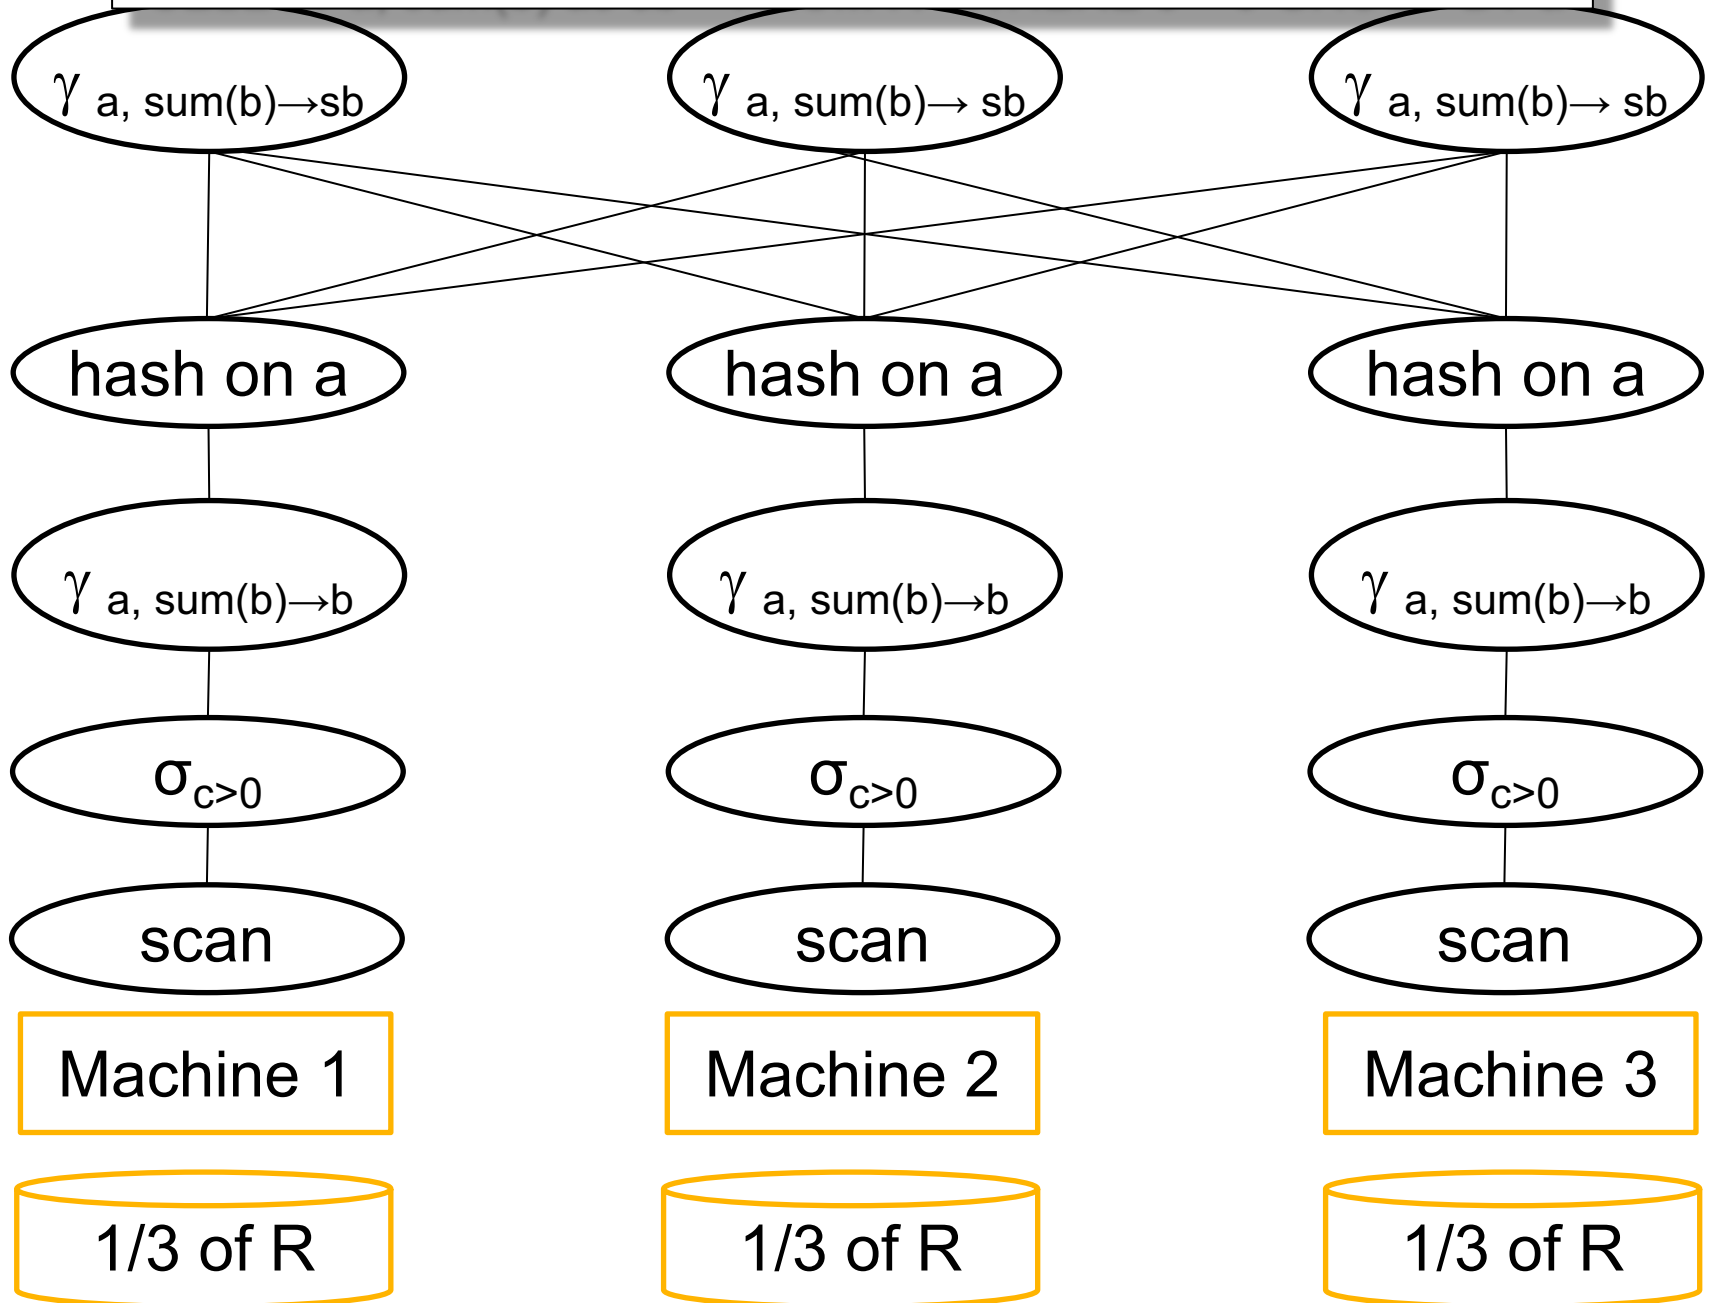 γ a, sum(b)→sb
γ a, sum(b)→ sb
γ a, sum(b)→ sb
hash on a
hash on a
hash on a
γ a, sum(b)→b
γ a, sum(b)→b
γ a, sum(b)→b
σc>0
σc>0
σc>0
scan
scan
scan
Machine 1
Machine 2
Machine 3
1/3 of R
1/3 of R
1/3 of R